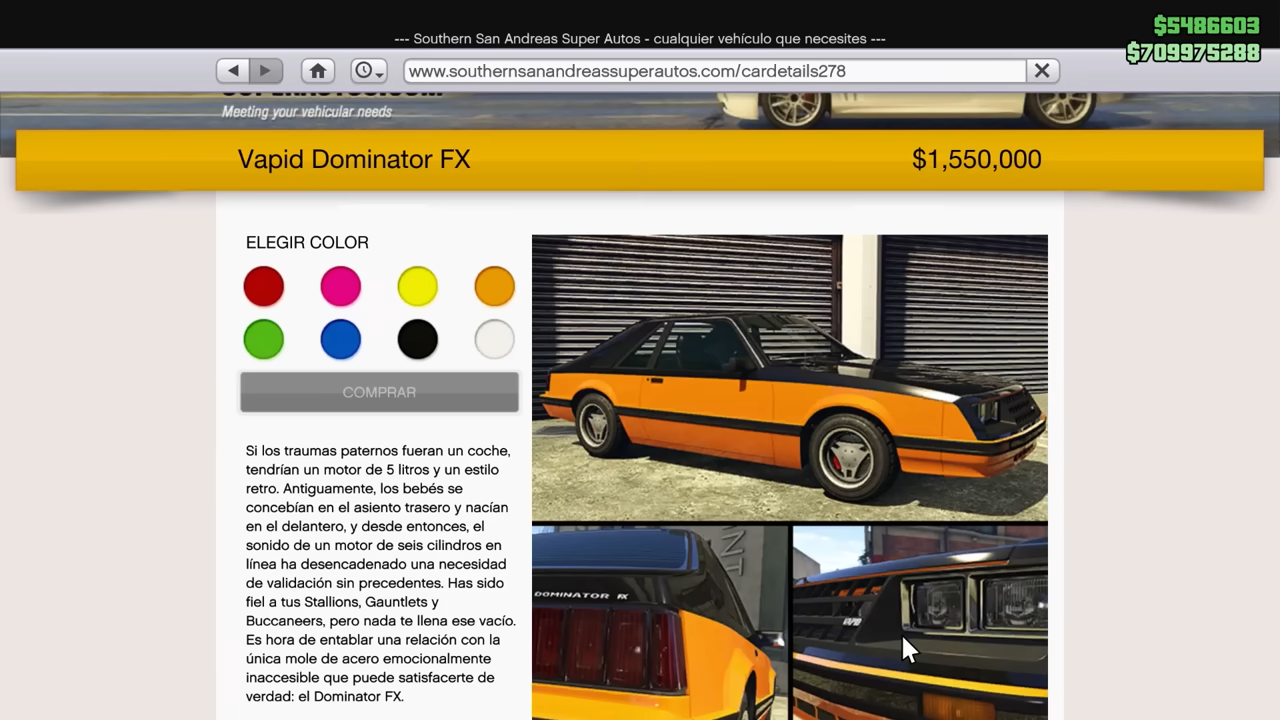 $5486603
--- Southern San Andreas Super Autos - cualquier vehículo que necesites ---
$709975288
www.southernsanandreassuperautos.com/cardetails278
SUPERAUTOS.COM
Meeting your vehicular needs
Vapid Dominator FX
$1,550,000
ELEGIR COLOR
COMPRAR
Si los traumas paternos fueran un coche,
tendrían un motor de 5 litros y un estilo
retro. Antiguamente, los bebés se
concebían en el asiento trasero y nacían
en el delantero, y desde entonces, el
sonido de un motor de seis cilindros en
línea ha desencadenado una necesidad
de validación sin precedentes. Has sido
fiel a tus Stallions, Gauntlets y
Buccaneers, pero nada te llena ese vacío.
Es hora de entablar una relación con la
única mole de acero emocionalmente
inaccesible que puede satisfacerte de
verdad: el Dominator FX.
DOMINATOR FX